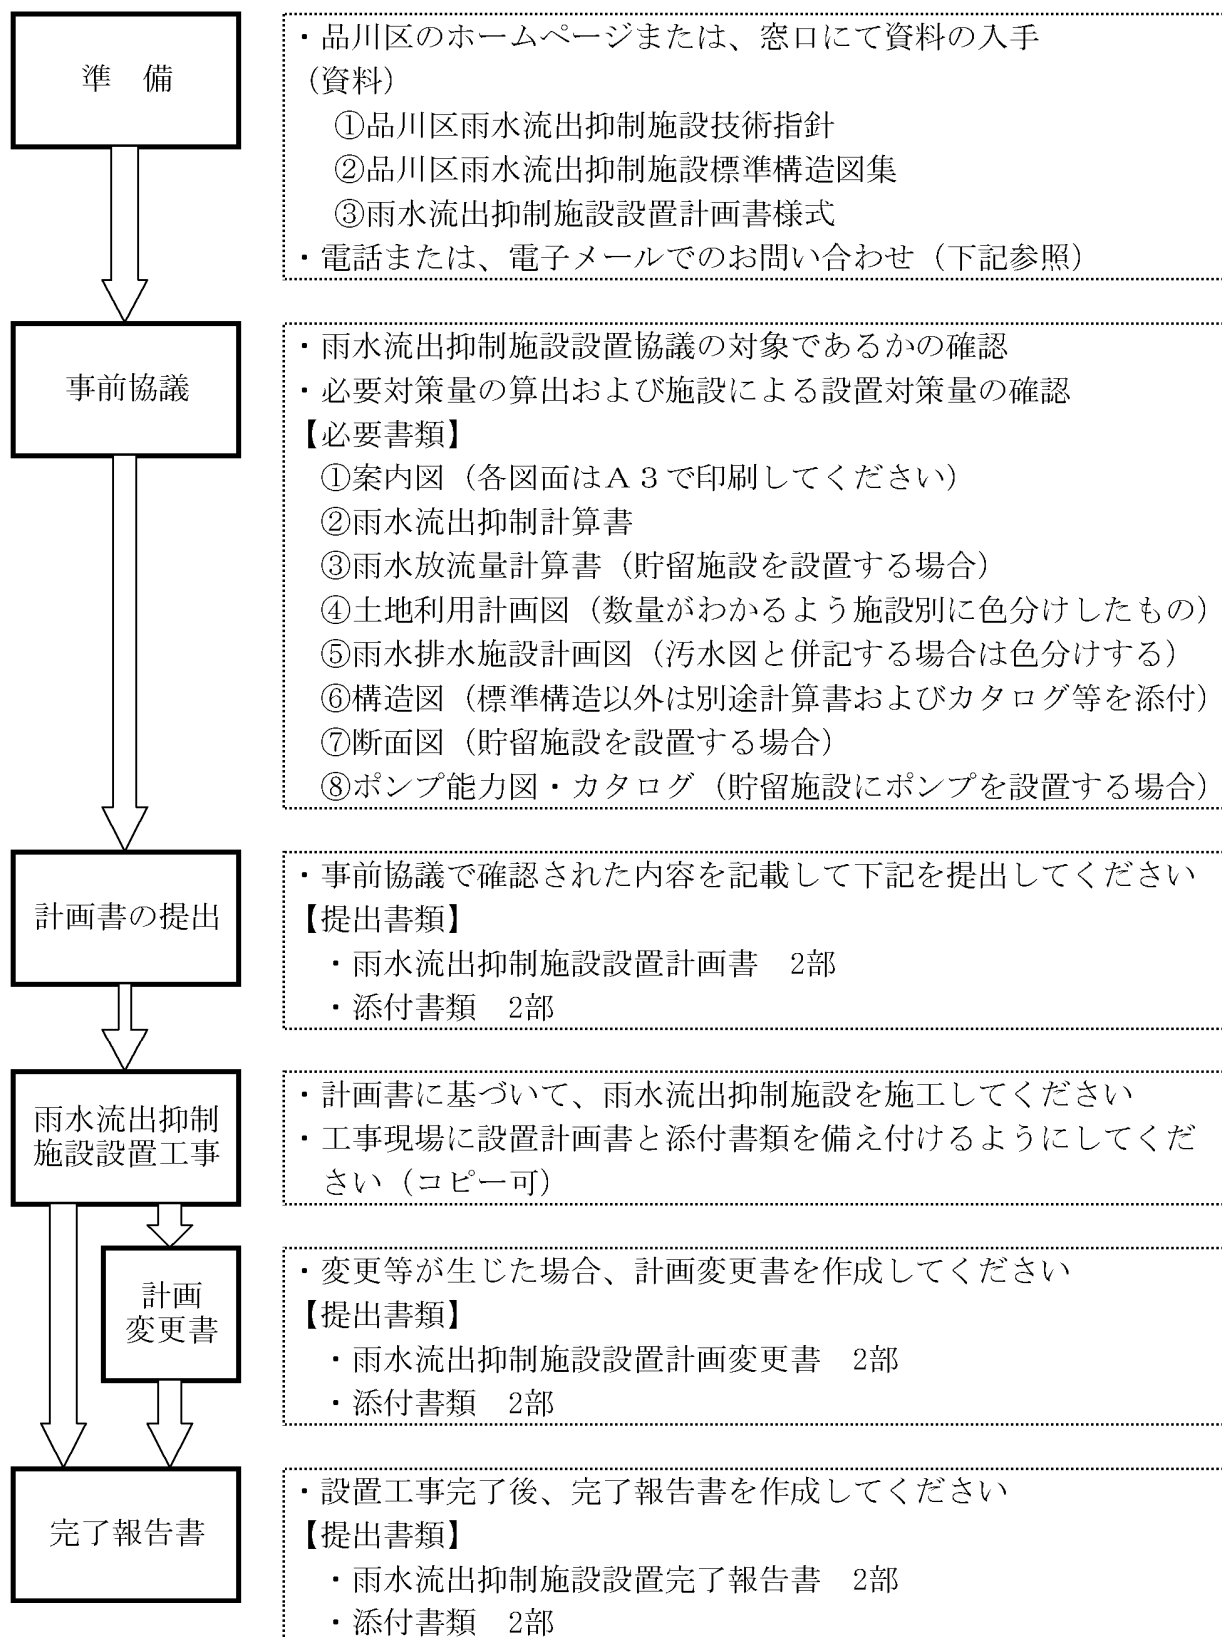 準　備
・品川区のホームページまたは、窓口にて資料の入手
（資料）
①品川区雨水流出抑制施設技術指針
②品川区雨水流出抑制施設標準構造図集
③雨水流出抑制施設設置計画書様式
・電話または、電子メールでのお問い合わせ（下記参照）
事前協議
・雨水流出抑制施設設置協議の対象であるかの確認
・必要対策量の算出および施設による設置対策量の確認
【必要書類】
①案内図（各図面はＡ３で印刷してください）
②雨水流出抑制計算書
③雨水放流量計算書（貯留施設を設置する場合）
④土地利用計画図（数量がわかるよう施設別に色分けしたもの）
⑤雨水排水施設計画図（汚水図と併記する場合は色分けする）
⑥構造図（標準構造以外は別途計算書およびカタログ等を添付）
⑦断面図（貯留施設を設置する場合）
⑧ポンプ能力図・カタログ（貯留施設にポンプを設置する場合）
計画書の提出
・事前協議で確認された内容を記載して下記を提出してください
【提出書類】
・雨水流出抑制施設設置計画書　2部
・添付書類　2部
雨水流出抑制
施設設置工事
・計画書に基づいて、雨水流出抑制施設を施工してください
・工事現場に設置計画書と添付書類を備え付けるようにしてくだ
さい（コピー可）
計画
変更書
・変更等が生じた場合、計画変更書を作成してください
【提出書類】
・雨水流出抑制施設設置計画変更書　2部
・添付書類　2部
完了報告書
・設置工事完了後、完了報告書を作成してください
【提出書類】
・雨水流出抑制施設設置完了報告書　2部
・添付書類　2部